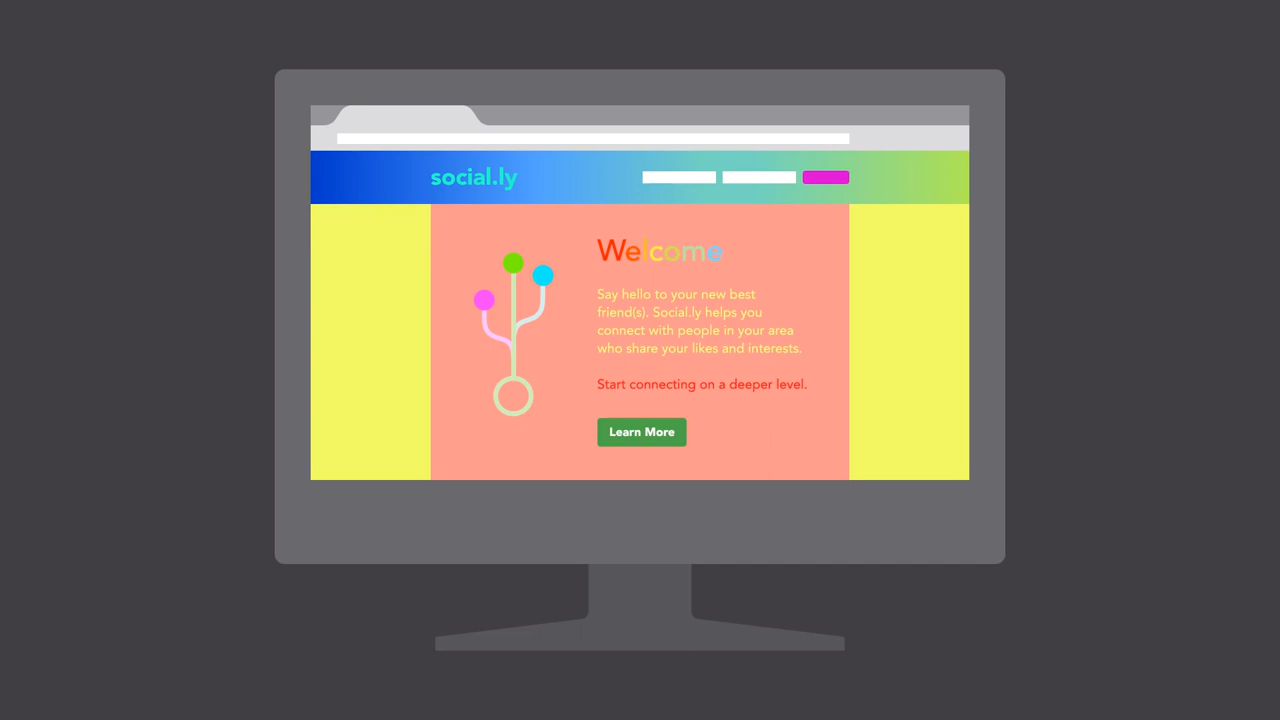 social.ly
Welcome
Say hello to your new best
friend(s). Social.ly helps you
connect with people in your area
who share your likes and interests.
Start connecting on a deeper level.
Learn More